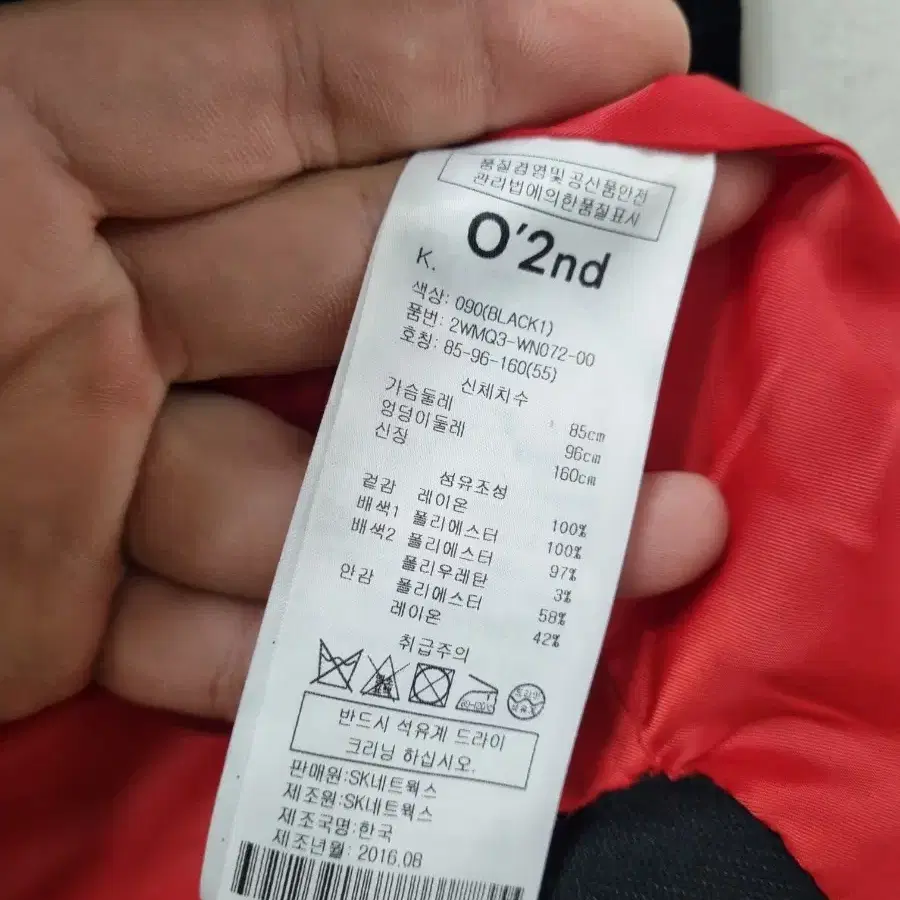 품질경영및공산품안전
관리법에의한품질표시
O'2nd
K.
색상: 090(BLACK1)
품번: 2WMQ3-WN072-00
호칭: 85-96-160(55)
신체치수
가슴둘레 85cm
엉덩이둘레 96cm
신장 160cm
섬유조성
겉감 레이온 100%
배색1 폴리에스터 100%
배색2 폴리에스터 97%
폴리우레탄 3%
안감 폴리에스터 58%
레이온 42%
취급주의
반드시 석유계 드라이
크리닝 하십시오.
판매원:SK네트웍스
제조원:SK네트웍스
제조국명:한국
제조년월: 2016.08